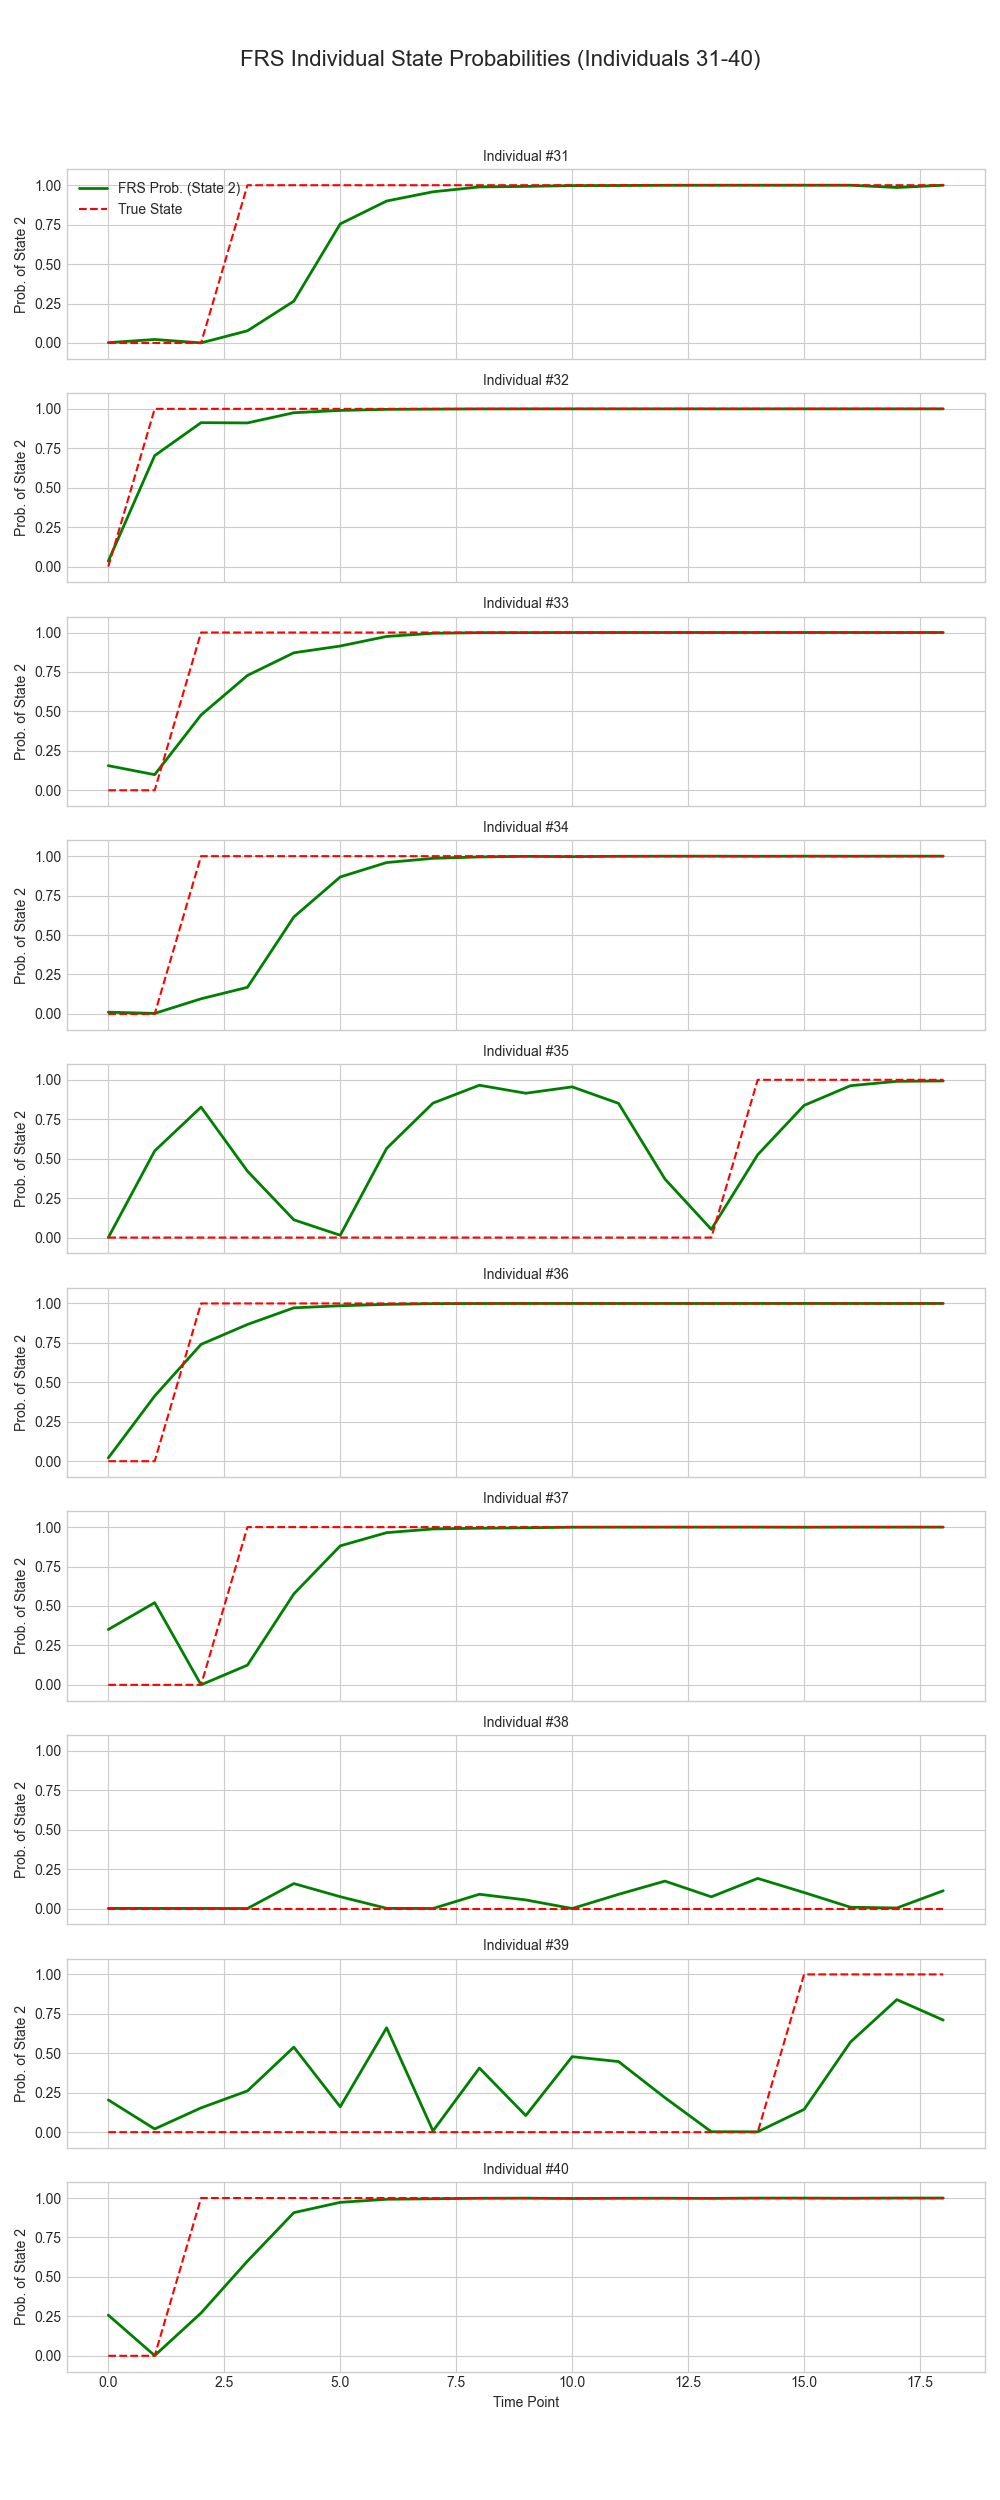 FRS Individual State Probabilities (Individuals 31-40)
Individual #31
1.00
0.75
0.50
0.25
0.00
Prob. of State 2
FRS Prob. (State 2)
True State
Individual #32
1.00
0.75
0.50
0.25
0.00
Prob. of State 2
Individual #33
1.00
0.75
0.50
0.25
0.00
Prob. of State 2
Individual #34
1.00
0.75
0.50
0.25
0.00
Prob. of State 2
Individual #35
1.00
0.75
0.50
0.25
0.00
Prob. of State 2
Individual #36
1.00
0.75
0.50
0.25
0.00
Prob. of State 2
Individual #37
1.00
0.75
0.50
0.25
0.00
Prob. of State 2
Individual #38
1.00
0.75
0.50
0.25
0.00
Prob. of State 2
Individual #39
1.00
0.75
0.50
0.25
0.00
Prob. of State 2
Individual #40
1.00
0.75
0.50
0.25
0.00
Prob. of State 2
0.0 2.5 5.0 7.5 10.0 12.5 15.0 17.5
Time Point